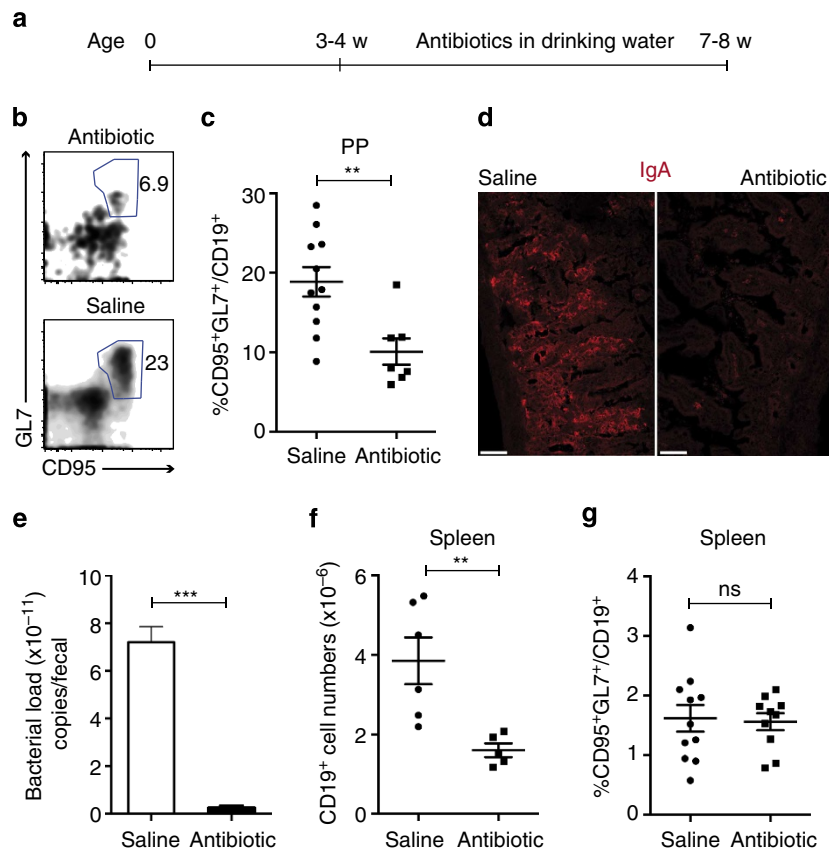 a
Age 0 3-4 w Antibiotics in drinking water 7-8 w
b
Antibiotic
6.9
Saline
23
GL7
CD95
c
PP
**
%CD95⁺GL7⁺/CD19⁺
30
20
10
0
Saline Antibiotic
d
IgA
Saline Antibiotic
e
Bacterial load (x10⁻¹¹)
copies/fecal
***
10
8
6
4
2
0
Saline Antibiotic
f
Spleen
**
CD19⁺ cell numbers (x10⁻⁶)
6
4
2
0
Saline Antibiotic
g
Spleen
ns
%CD95⁺GL7⁺/CD19⁺
4
3
2
1
0
Saline Antibiotic